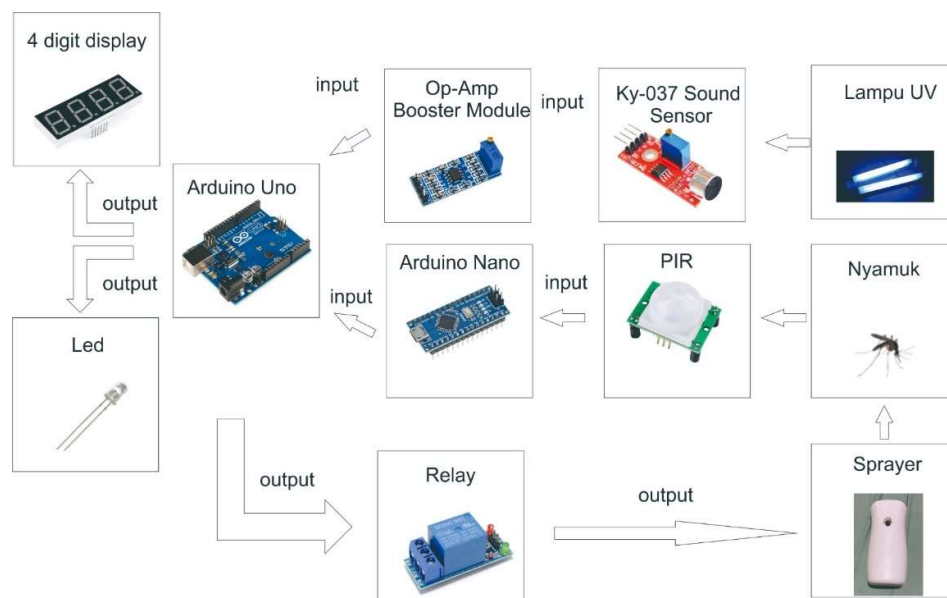 4 digit display
input
Op-Amp
Booster Module
input
Ky-037 Sound
Sensor
Lampu UV
output
Arduino Uno
output
input
Arduino Nano
input
PIR
Nyamuk
Led
output
Relay
output
Sprayer